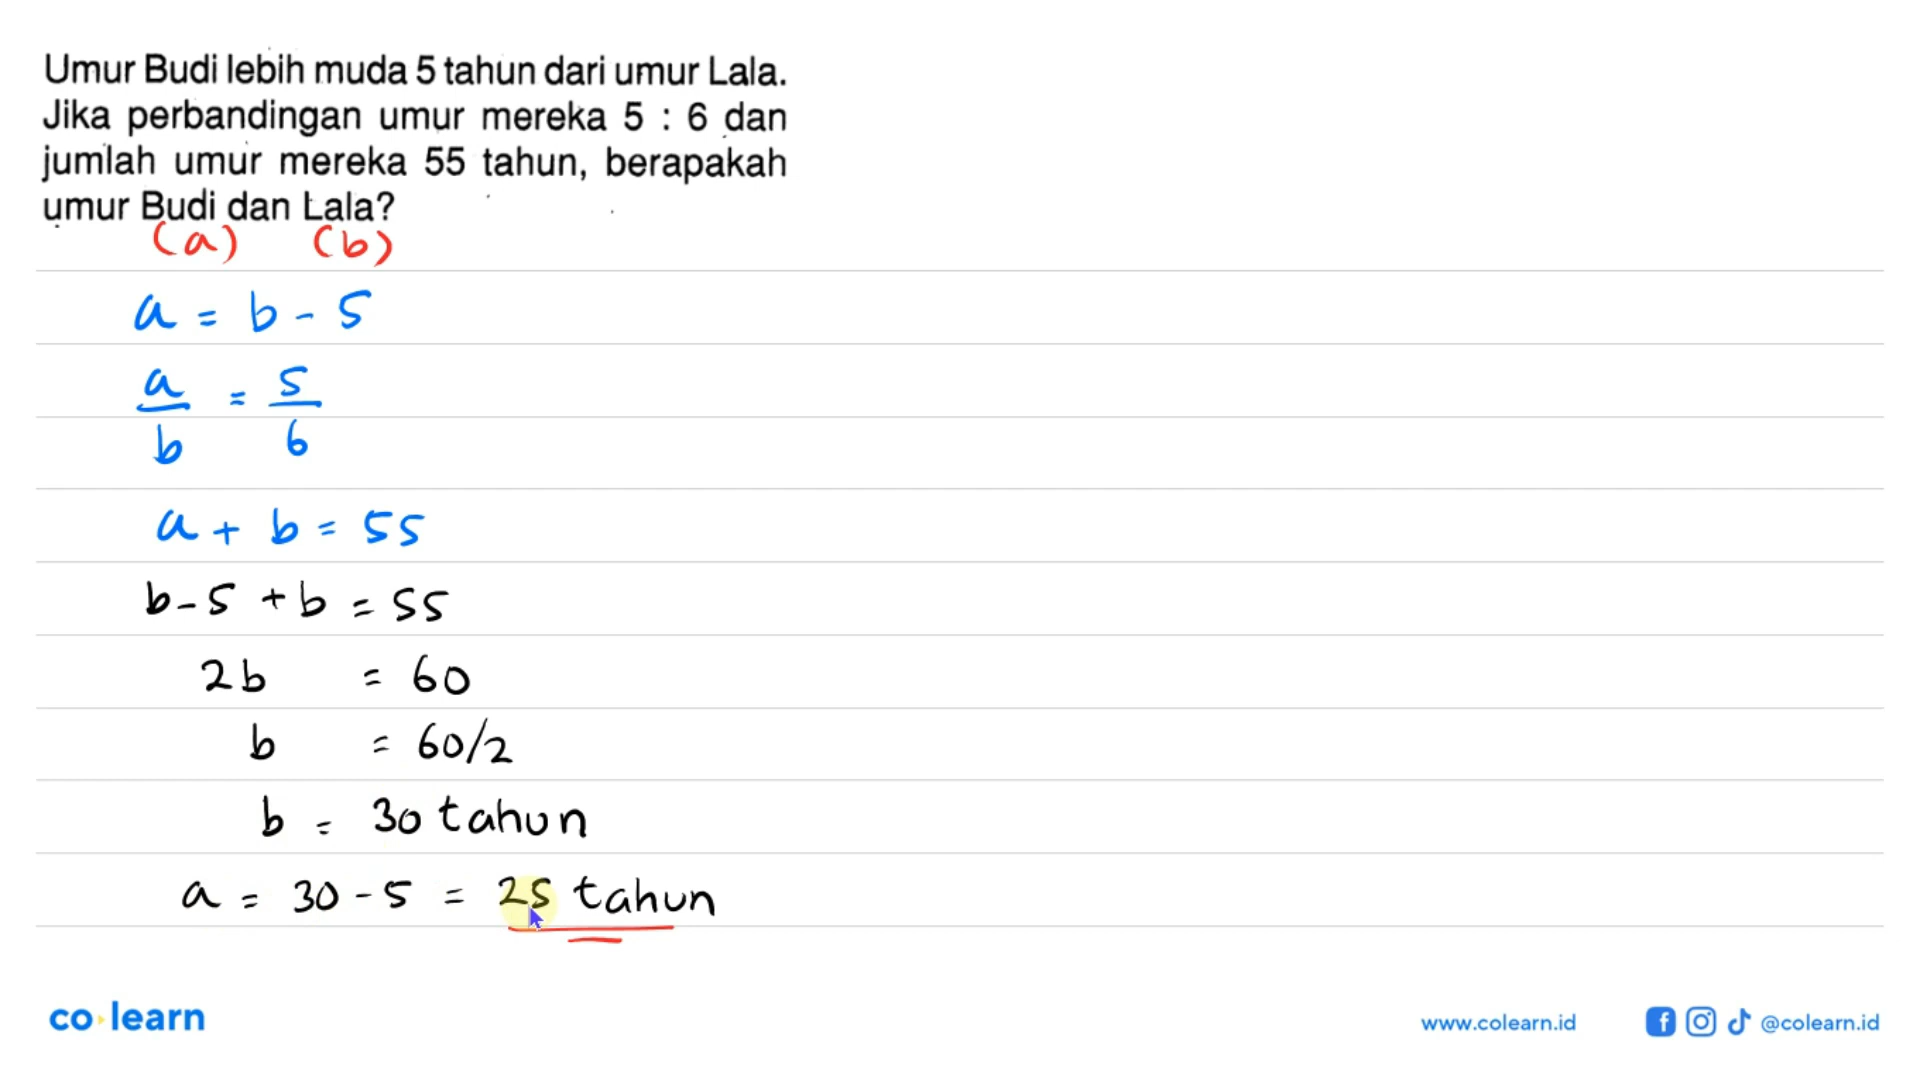 Umur Budi lebih muda 5 tahun dari umur Lala.
Jika perbandingan umur mereka 5 : 6 dan
jumlah umur mereka 55 tahun, berapakah
umur Budi dan Lala?
(a) (b)
a = b - 5
a/b = 5/6
a + b = 55
b - 5 + b = 55
2b = 60
b = 60/2
b = 30 tahun
a = 30 - 5 = 25 tahun
co learn
www.colearn.id
@colearn.id